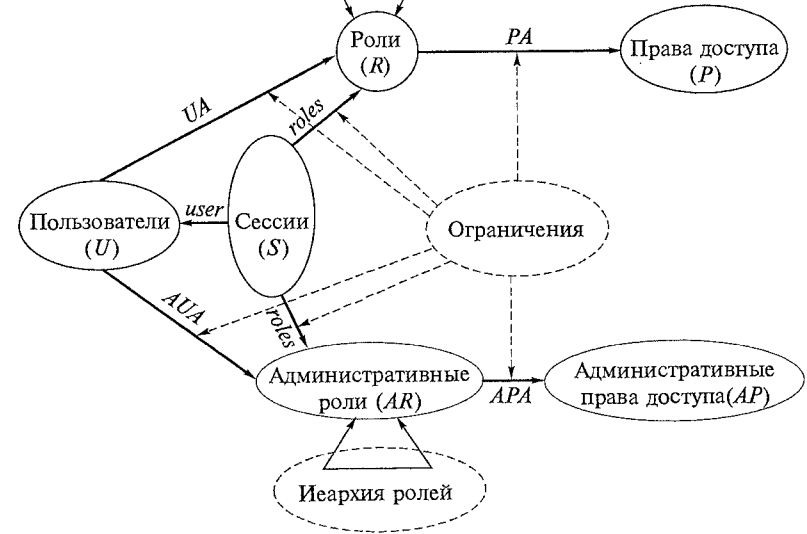 Роли
(R)
PA
Права доступа
(P)
UA
roles
Пользователи
(U)
user
Сессии
(S)
Ограничения
AUA
roles
Административные
роли (AR)
APA
Административные
права доступа(AP)
Иеархия ролей